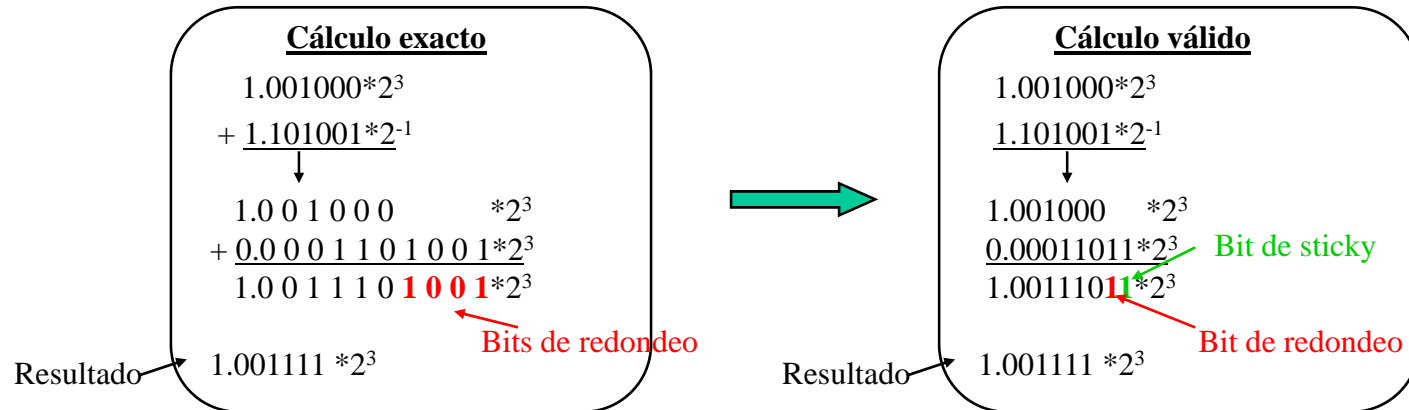 Cálculo exacto
1.001000*2³
+ 1.101001*2⁻¹
1.0 0 1 0 0 0 *2³
+ 0.0 0 0 1 1 0 1 0 0 1*2³
1.0 0 1 1 1 0 1 0 0 1*2³
Bits de redondeo
Resultado
1.001111 *2³
Cálculo válido
1.001000*2³
1.101001*2⁻¹
1.001000 *2³
0.00011011*2³
Bit de sticky
1.00111011*2³
Bit de redondeo
Resultado
1.001111 *2³